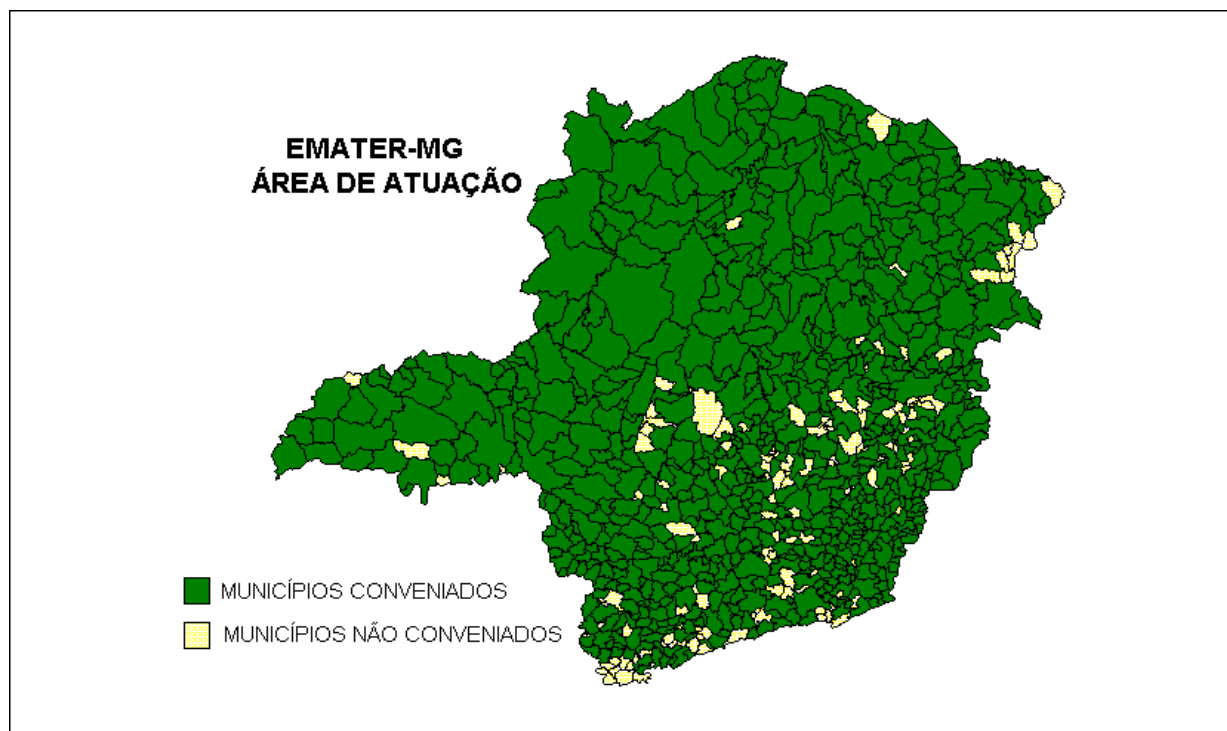 EMATER-MG
ÁREA DE ATUAÇÃO
MUNICÍPIOS CONVENIADOS
MUNICÍPIOS NÃO CONVENIADOS